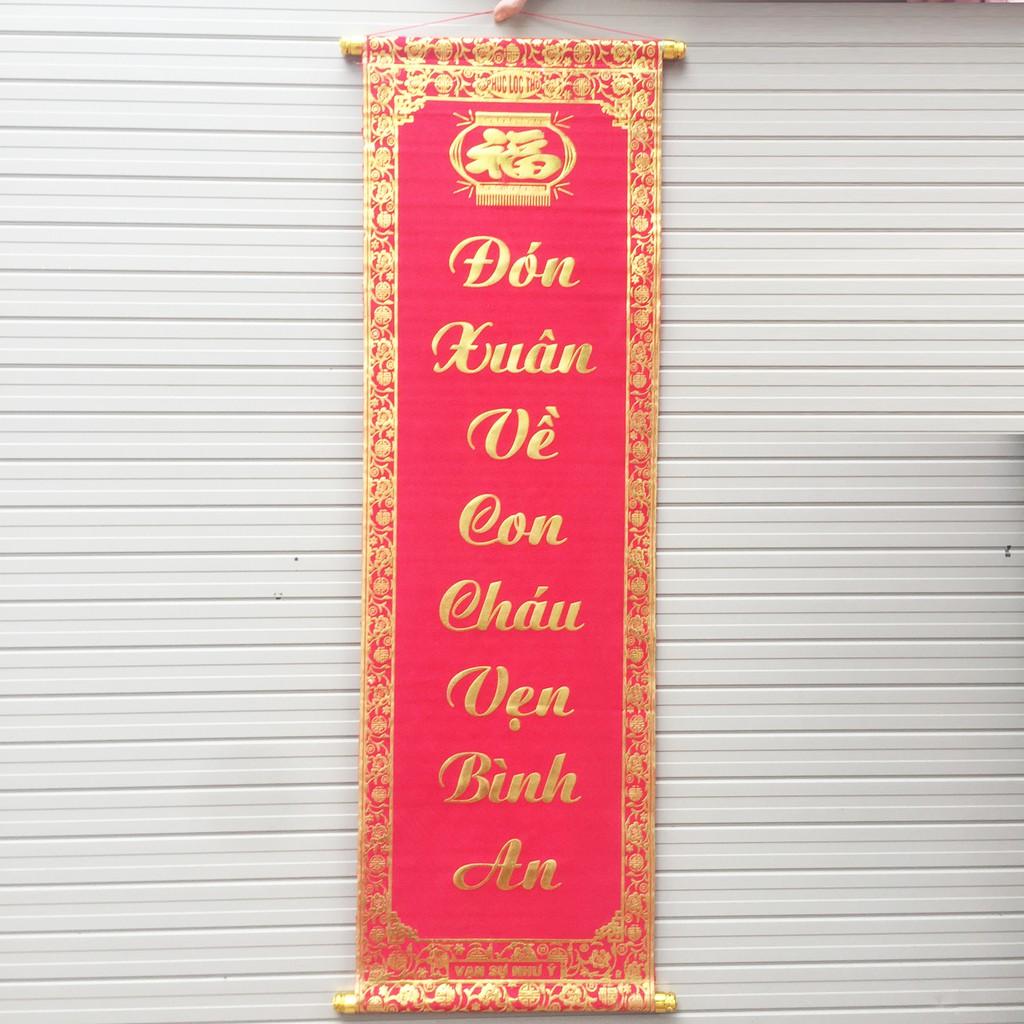 PHÚC LỘC THỌ
福
Đón
Xuân
Về
Con
Cháu
Vẹn
Bình
An
VẠN SỰ NHƯ Ý